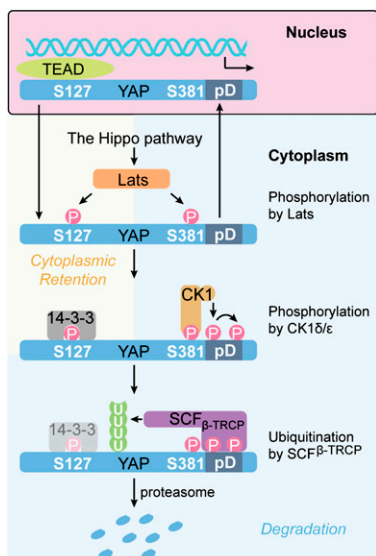 Nucleus
TEAD
S127 YAP S381 pD
The Hippo pathway
Cytoplasm
Lats
Phosphorylation
by Lats
P P
S127 YAP S381 pD
Cytoplasmic
Retention
CK1
14-3-3
P P P P
Phosphorylation
by CK1δ/ε
S127 YAP S381 pD
14-3-3
U
U
U
U
SCF β-TRCP
P P P P
Ubiquitination
by SCFβ-TRCP
S127 YAP S381 pD
proteasome
Degradation